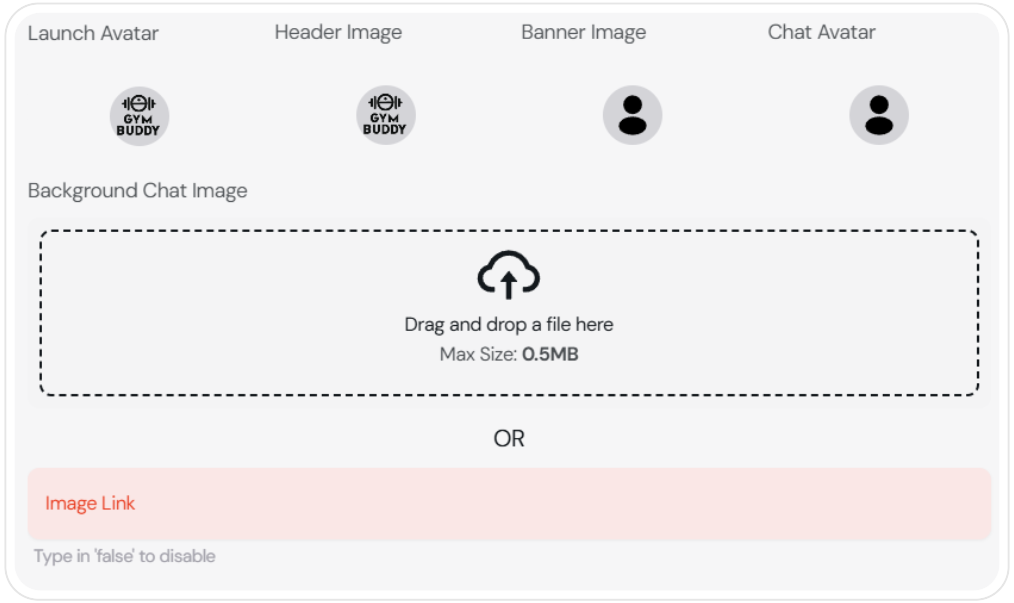 Launch Avatar
Header Image
Banner Image
Chat Avatar
GYM
BUDDY
GYM
BUDDY
Background Chat Image
Drag and drop a file here
Max Size: 0.5MB
OR
Image Link
Type in 'false' to disable